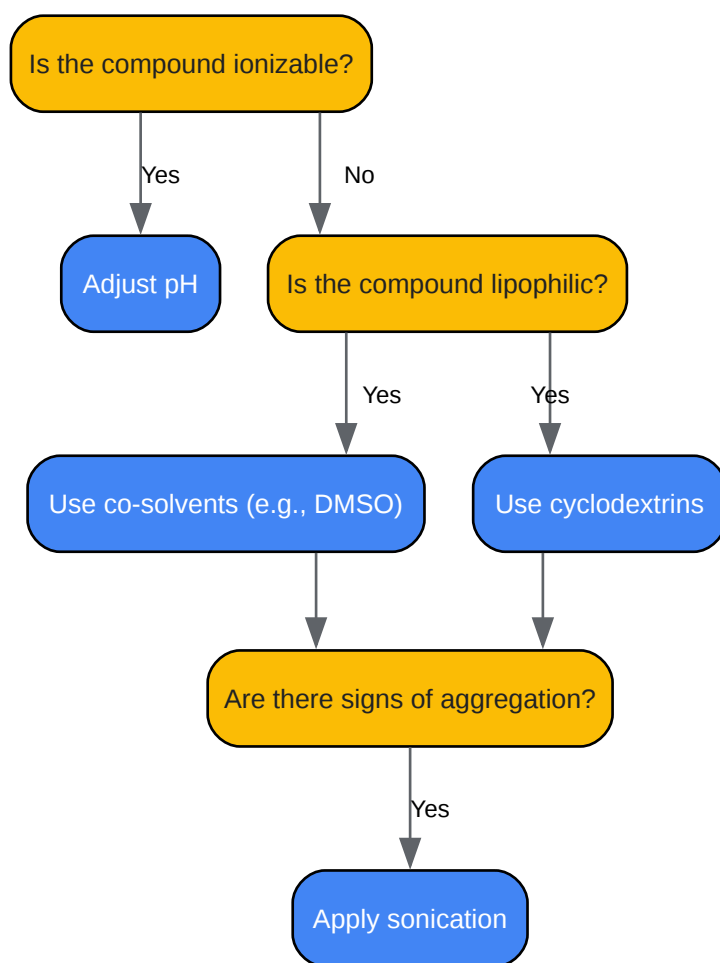 Is the compound ionizable?
Yes
No
Adjust pH
Is the compound lipophilic?
Yes
Yes
Use co-solvents (e.g., DMSO)
Use cyclodextrins
Are there signs of aggregation?
Yes
Apply sonication